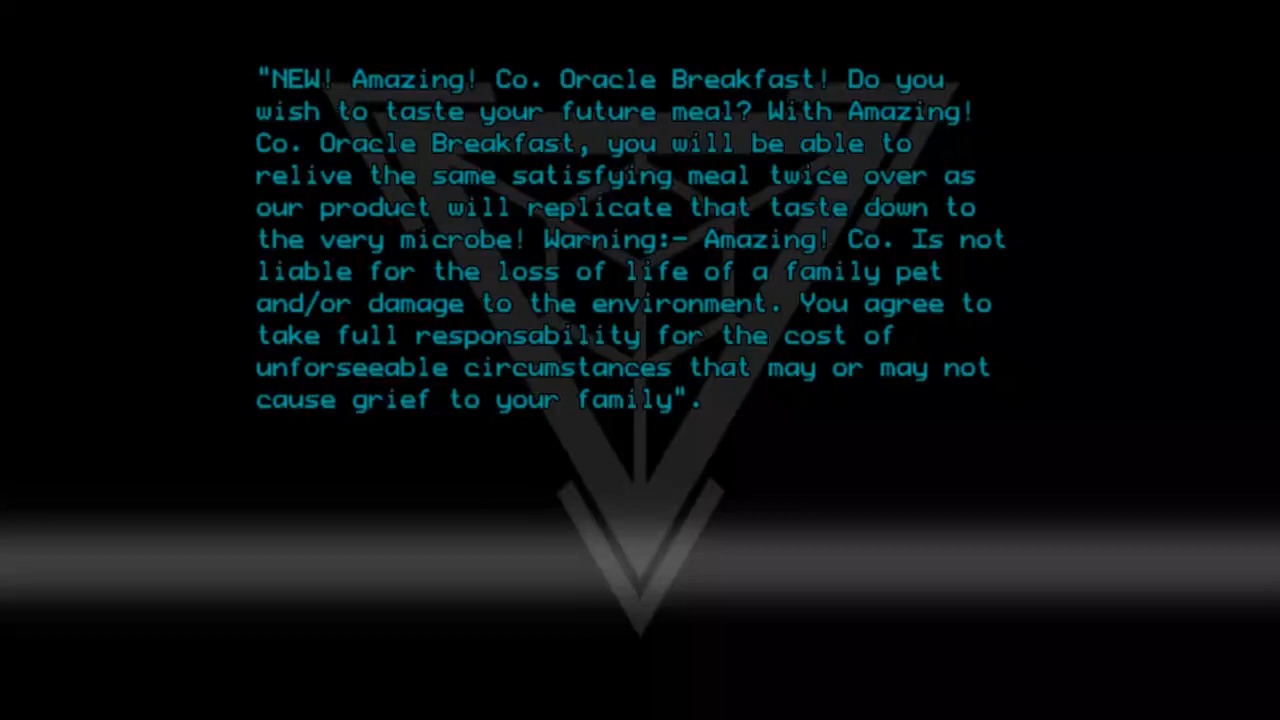 "NEW! Amazing! Co. Oracle Breakfast! Do you
wish to taste your future meal? With Amazing!
Co. Oracle Breakfast, you will be able to
relive the same satisfying meal twice over as
our product will replicate that taste down to
the very microbe! Warning:- Amazing! Co. Is not
liable for the loss of life of a family pet
and/or damage to the environment. You agree to
take full responsability for the cost of
unforseeable circumstances that may or may not
cause grief to your family".